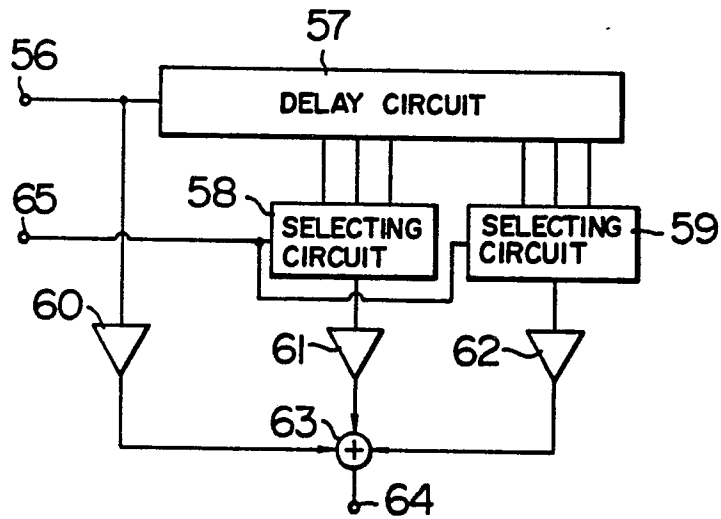 57
56
DELAY CIRCUIT
65
58
SELECTING
CIRCUIT
SELECTING
CIRCUIT
59
60
61
62
63
+
64